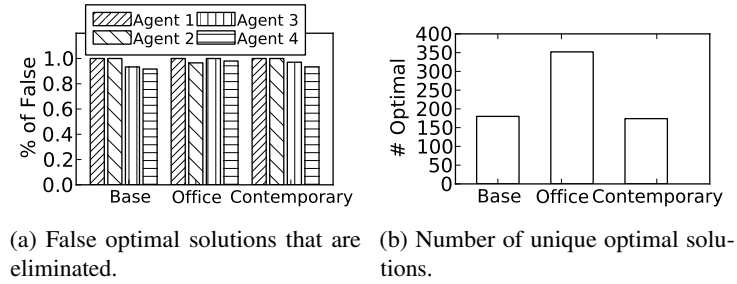 Agent 1 Agent 3
Agent 2 Agent 4
% of False
1.0
0.8
0.6
0.4
0.2
0.0
Base Office Contemporary
(a) False optimal solutions that are
eliminated.
# Optimal
400
350
300
250
200
150
100
50
0
Base Office Contemporary
(b) Number of unique optimal solu-
tions.